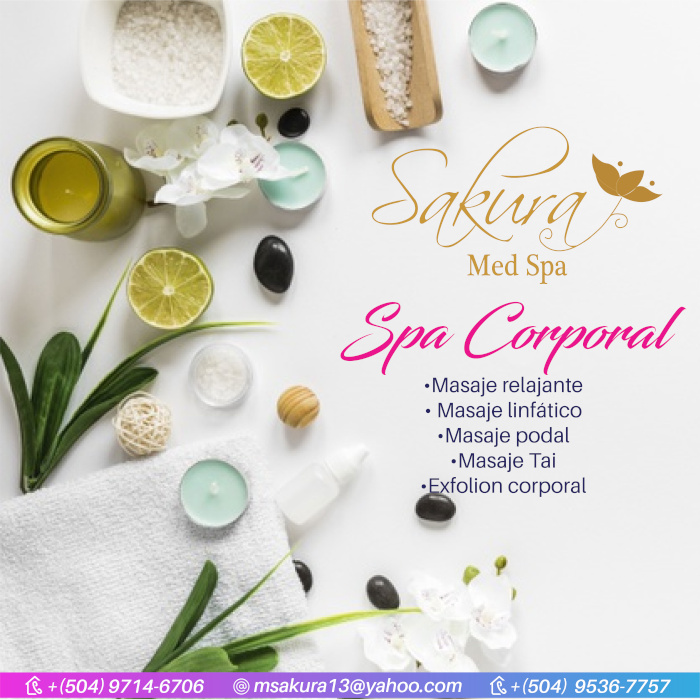 Sakura
Med Spa
Spa Corporal
•Masaje relajante
• Masaje linfático
•Masaje podal
•Masaje Tai
•Exfolion corporal
+(504) 9714-6706 @ msakura13@yahoo.com +(504) 9536-7757